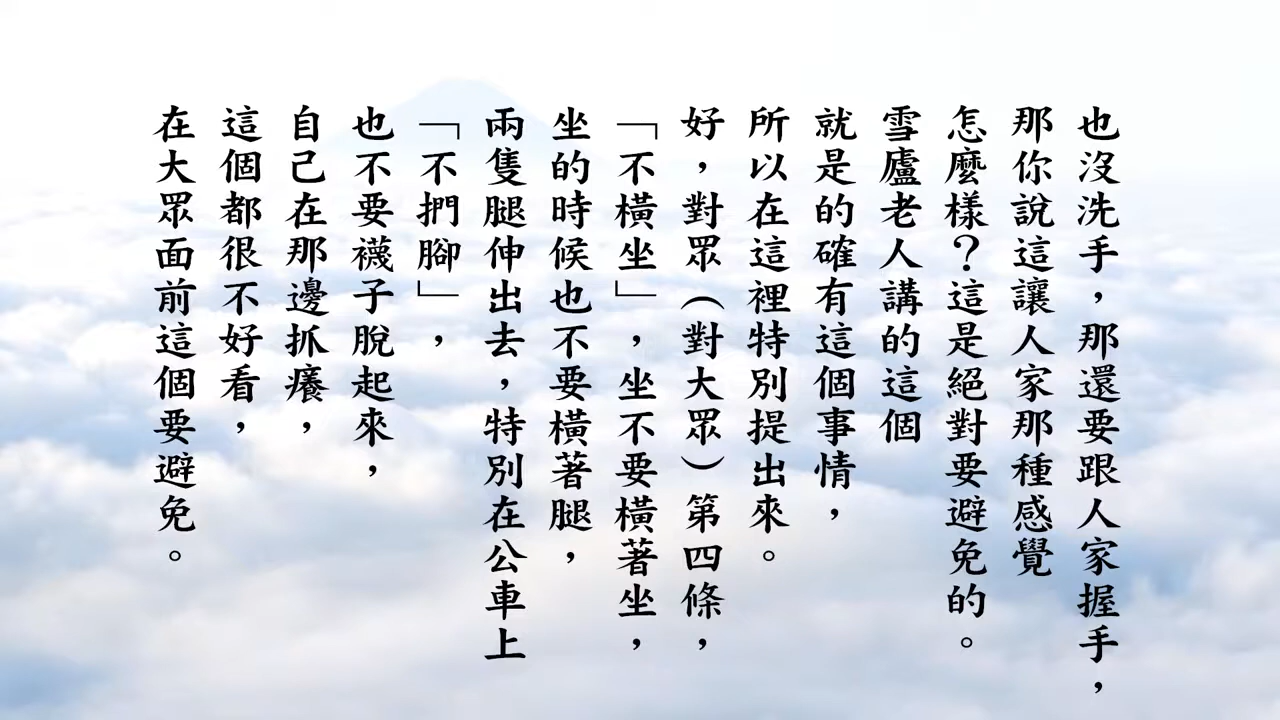 也沒洗手，那還要跟人家握手，
那你說這讓人家那種感覺
怎麼樣？這是絕對要避免的。
雪廬老人講的這個
就是的確有這個事情，
所以在這裡特別提出來。
好，對眾（對大眾）第四條，
「不橫坐」，坐不要橫著坐，
坐的時候也不要橫著腿，
兩隻腿伸出去，特別在公車上
「不捫腳」，
也不要襪子脫起來，
自己在那邊抓癢，
這個都很不好看，
在大眾面前這個要避免。